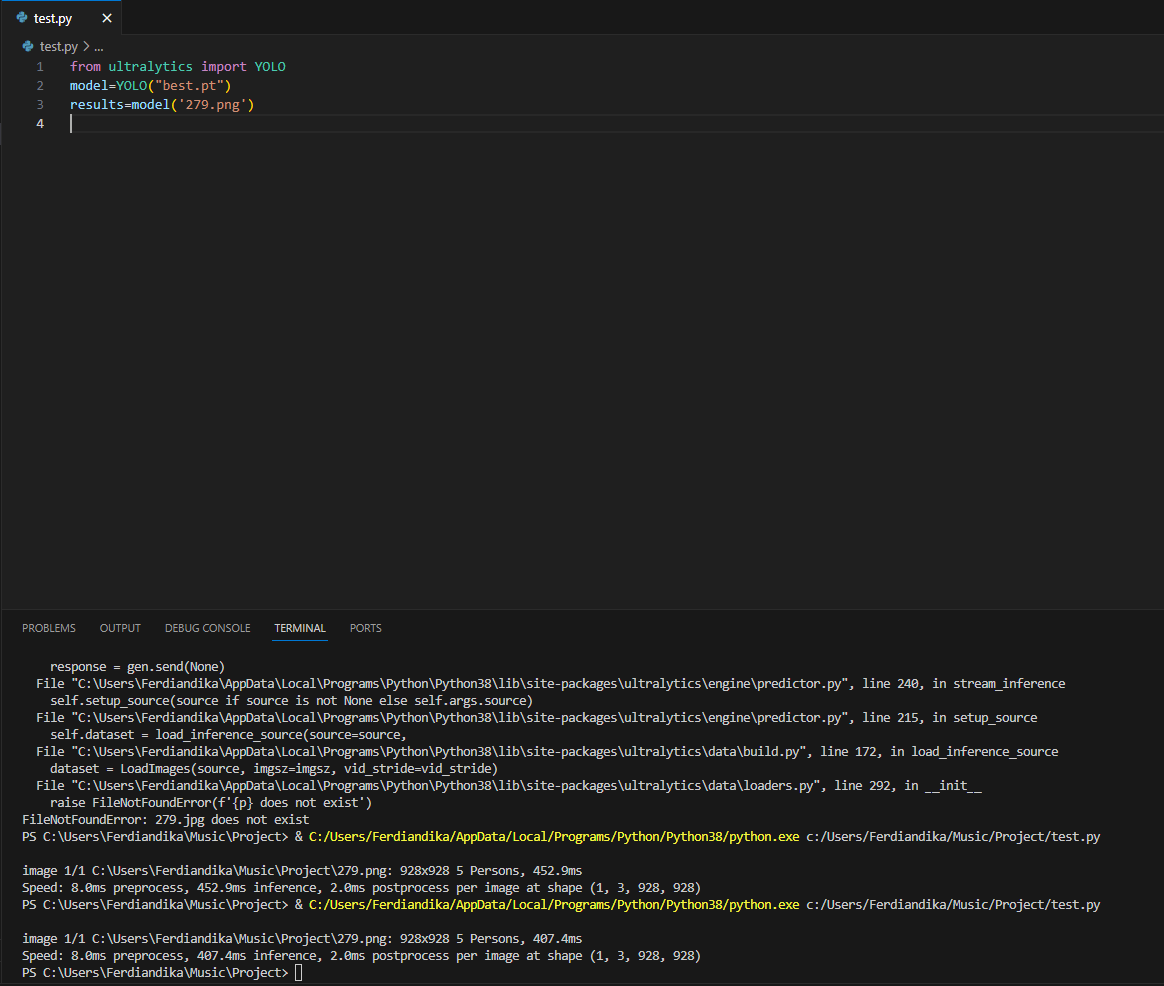 test.py ×
test.py > ...
1 from ultralytics import YOLO
2 model=YOLO("best.pt")
3 results=model('279.png')
4
PROBLEMS OUTPUT DEBUG CONSOLE TERMINAL PORTS
response = gen.send(None)
File "C:\Users\Ferdiandika\AppData\Local\Programs\Python\Python38\lib\site-packages\ultralytics\engine\predictor.py", line 240, in stream_inference
self.setup_source(source if source is not None else self.args.source)
File "C:\Users\Ferdiandika\AppData\Local\Programs\Python\Python38\lib\site-packages\ultralytics\engine\predictor.py", line 215, in setup_source
self.dataset = load_inference_source(source=source,
File "C:\Users\Ferdiandika\AppData\Local\Programs\Python\Python38\lib\site-packages\ultralytics\data\build.py", line 172, in load_inference_source
dataset = LoadImages(source, imgsz=imgsz, vid_stride=vid_stride)
File "C:\Users\Ferdiandika\AppData\Local\Programs\Python\Python38\lib\site-packages\ultralytics\data\loaders.py", line 292, in __init__
raise FileNotFoundError(f'{p} does not exist')
FileNotFoundError: 279.jpg does not exist
PS C:\Users\Ferdiandika\Music\Project> & C:/Users/Ferdiandika/AppData/Local/Programs/Python/Python38/python.exe c:/Users/Ferdiandika/Music/Project/test.py
image 1/1 C:\Users\Ferdiandika\Music\Project\279.png: 928x928 5 Persons, 452.9ms
Speed: 8.0ms preprocess, 452.9ms inference, 2.0ms postprocess per image at shape (1, 3, 928, 928)
PS C:\Users\Ferdiandika\Music\Project> & C:/Users/Ferdiandika/AppData/Local/Programs/Python/Python38/python.exe c:/Users/Ferdiandika/Music/Project/test.py
image 1/1 C:\Users\Ferdiandika\Music\Project\279.png: 928x928 5 Persons, 407.4ms
Speed: 8.0ms preprocess, 407.4ms inference, 2.0ms postprocess per image at shape (1, 3, 928, 928)
PS C:\Users\Ferdiandika\Music\Project>